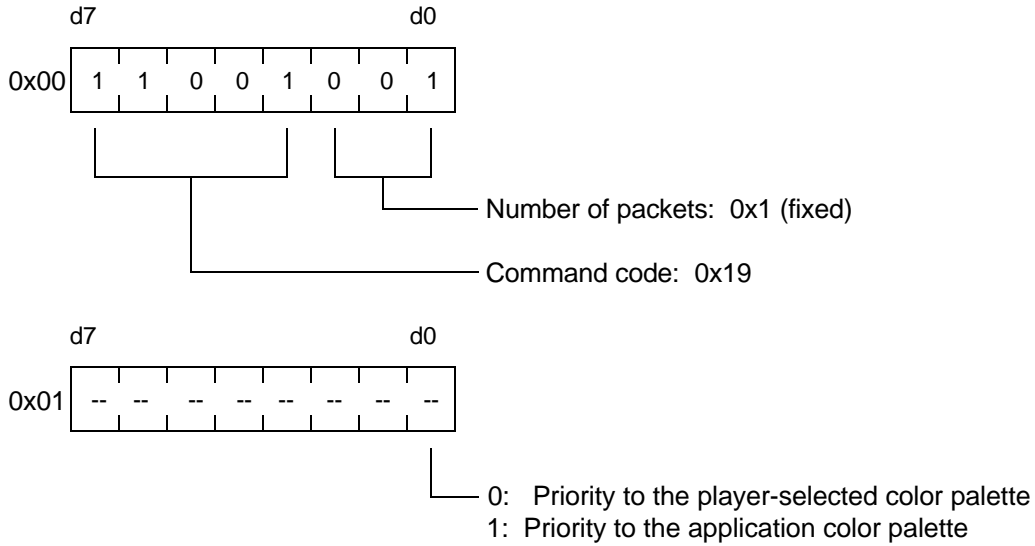 d7 d0
0x00 1 1 0 0 1 0 0 1
Number of packets: 0x1 (fixed)
Command code: 0x19
d7 d0
0x01 -- -- -- -- -- -- -- --
0: Priority to the player-selected color palette
1: Priority to the application color palette